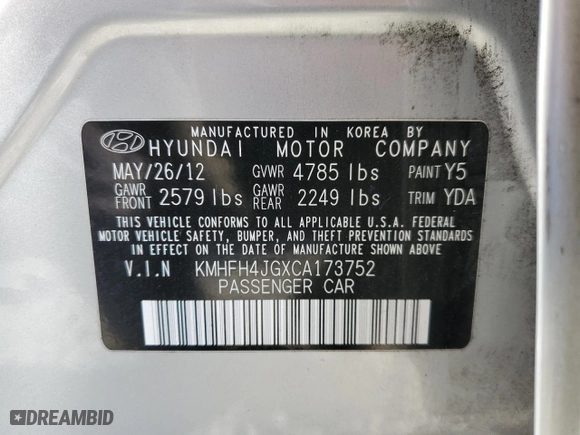 MANUFACTURED IN KOREA BY
HYUNDAI MOTOR COMPANY
MAY/26/12 GVWR 4785 lbs PAINT Y5
GAWR FRONT 2579 lbs GAWR REAR 2249 lbs TRIM YDA
THIS VEHICLE CONFORMS TO ALL APPLICABLE U.S.A. FEDERAL
MOTOR VEHICLE SAFETY, BUMPER, AND THEFT PREVENTION STANDARDS
IN EFFECT ON THE DATE OF MANUFACTURE SHOWN ABOVE
V.I.N KMHFH4JGXCA173752
PASSENGER CAR
DREAMBID